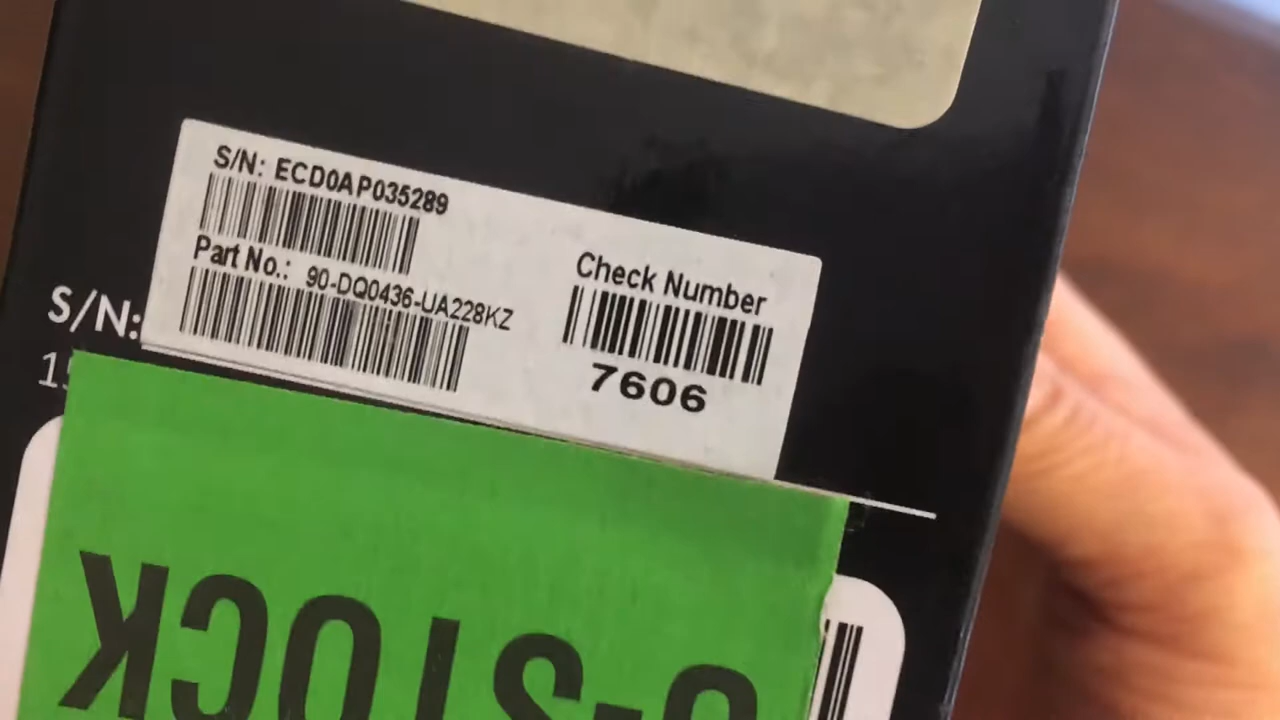 S/N: ECD0AP035289
Part No.: 90-DQ0436-UA228KZ
Check Number
7606
S/N: